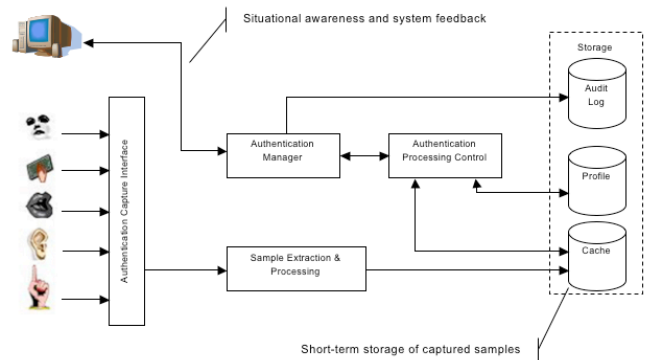 Situational awareness and system feedback
Storage
Audit
Log
Authentication
Manager
Authentication
Processing Control
Profile
Authentication Capture Interface
Sample Extraction &
Processing
Cache
Short-term storage of captured samples